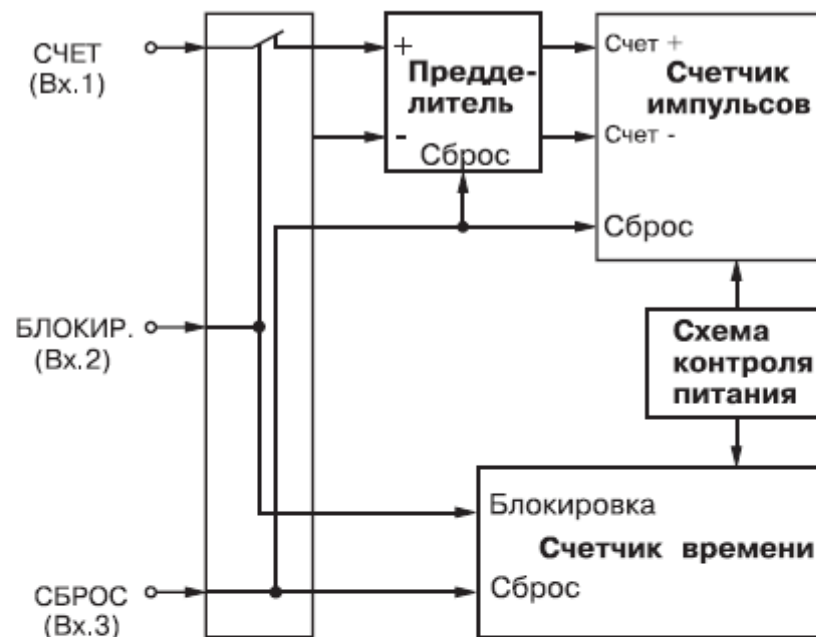 СЧЕТ
(Вх.1)
+
Предде-
литель
-
Сброс
Счет +
Счетчик
импульсов
Счет -
Сброс
БЛОКИР.
(Вх.2)
Схема
контроля
питания
Блокировка
Счетчик времени
Сброс
СБРОС
(Вх.3)